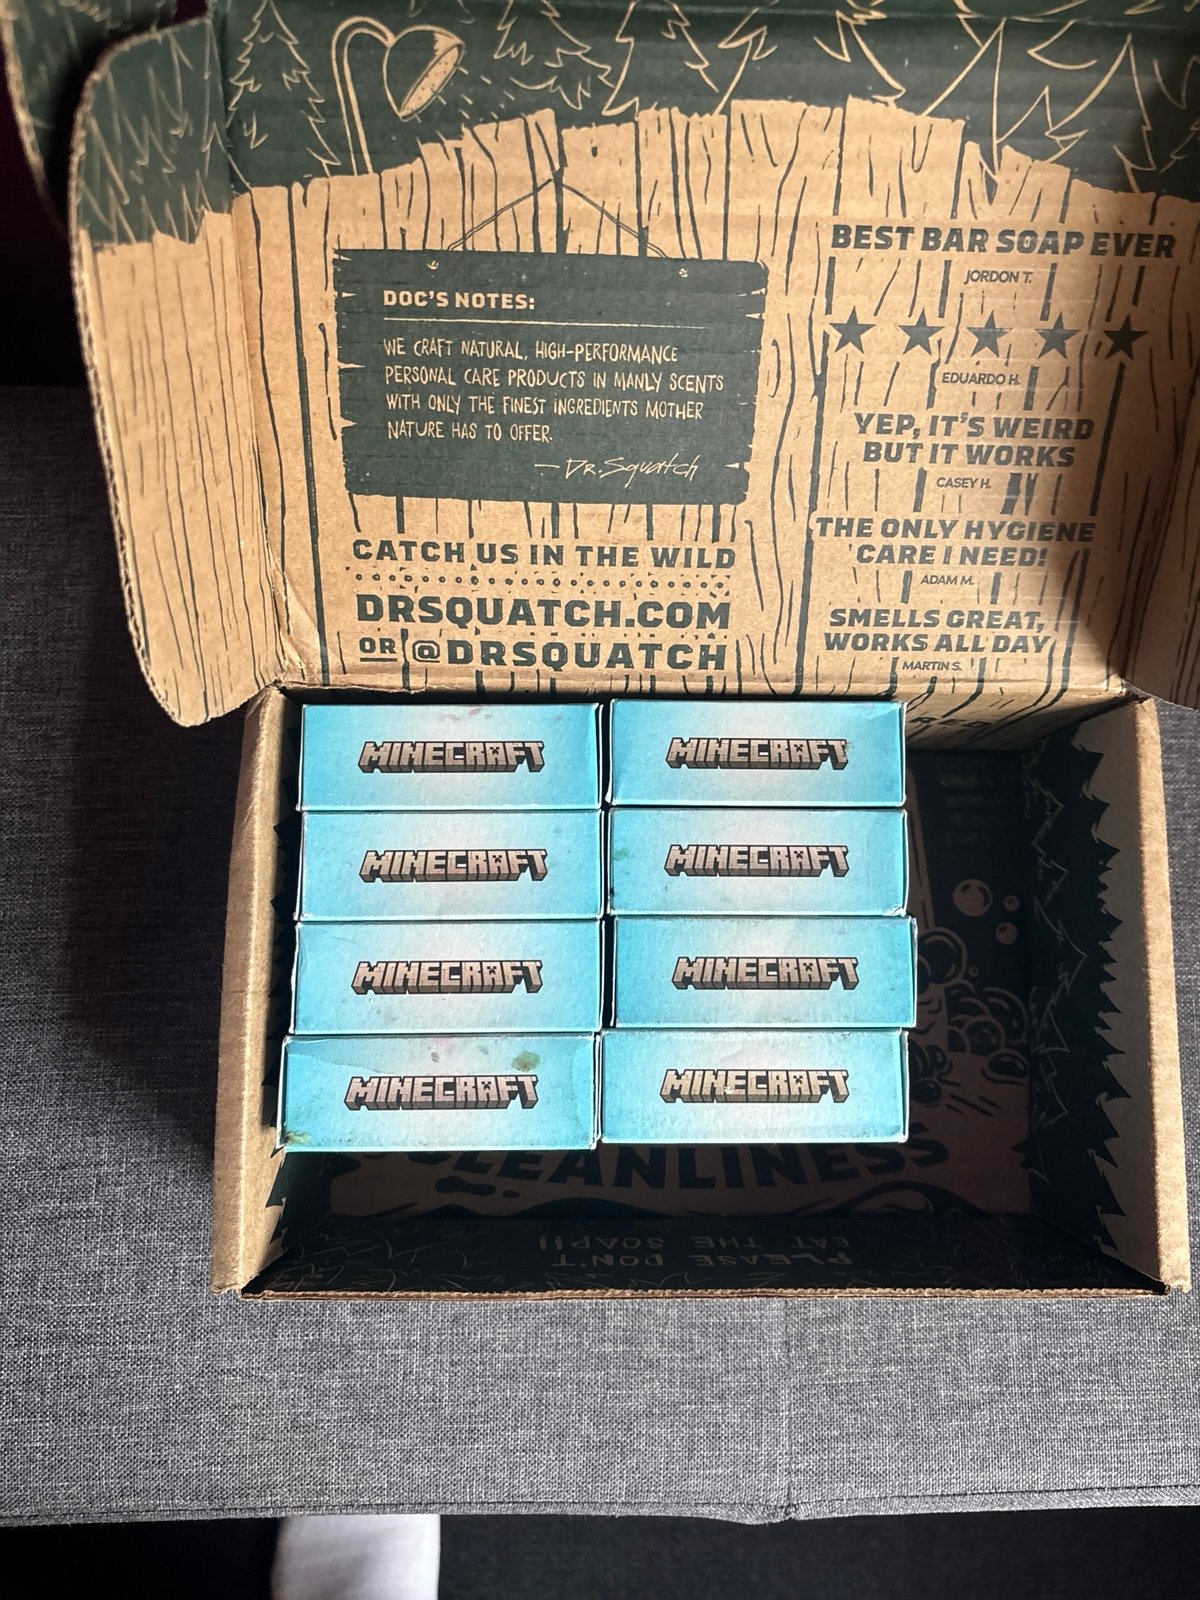 DOC'S NOTES:
WE CRAFT NATURAL, HIGH-PERFORMANCE
PERSONAL CARE PRODUCTS IN MANLY SCENTS
WITH ONLY THE FINEST INGREDIENTS MOTHER
NATURE HAS TO OFFER.
— DR. Squatch
CATCH US IN THE WILD
DRSQUATCH.COM
OR @DRSQUATCH
BEST BAR SOAP EVER
JORDON T.
EDUARDO H.
YEP, IT'S WEIRD
BUT IT WORKS
CASEY H.
THE ONLY HYGIENE
CARE I NEED!
ADAM M.
SMELLS GREAT,
WORKS ALL DAY
MARTIN S.
MINECRAFT
MINECRAFT
MINECRAFT
MINECRAFT
MINECRAFT
MINECRAFT
MINECRAFT
MINECRAFT
CLEANLINESS
PLEASE DON'T
EAT THE SOAP!!